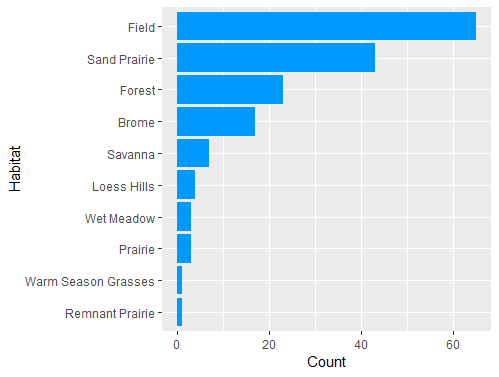 Field
Sand Prairie
Forest
Brome
Savanna
Loess Hills
Wet Meadow
Prairie
Warm Season Grasses
Remnant Prairie
Habitat
0 20 40 60
Count